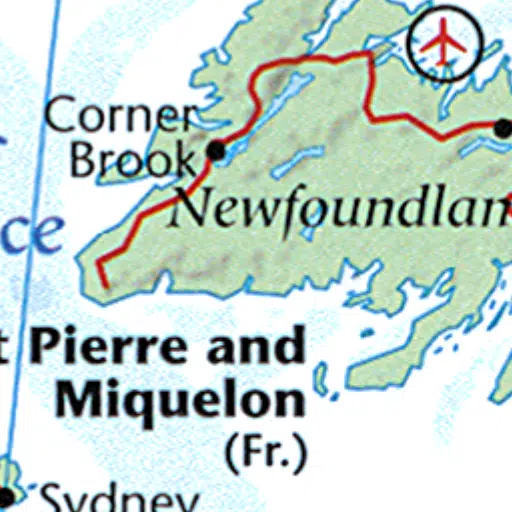 Corner
Brook
Newfoundlan
ce
t Pierre and
Miquelon
(Fr.)
Sydney